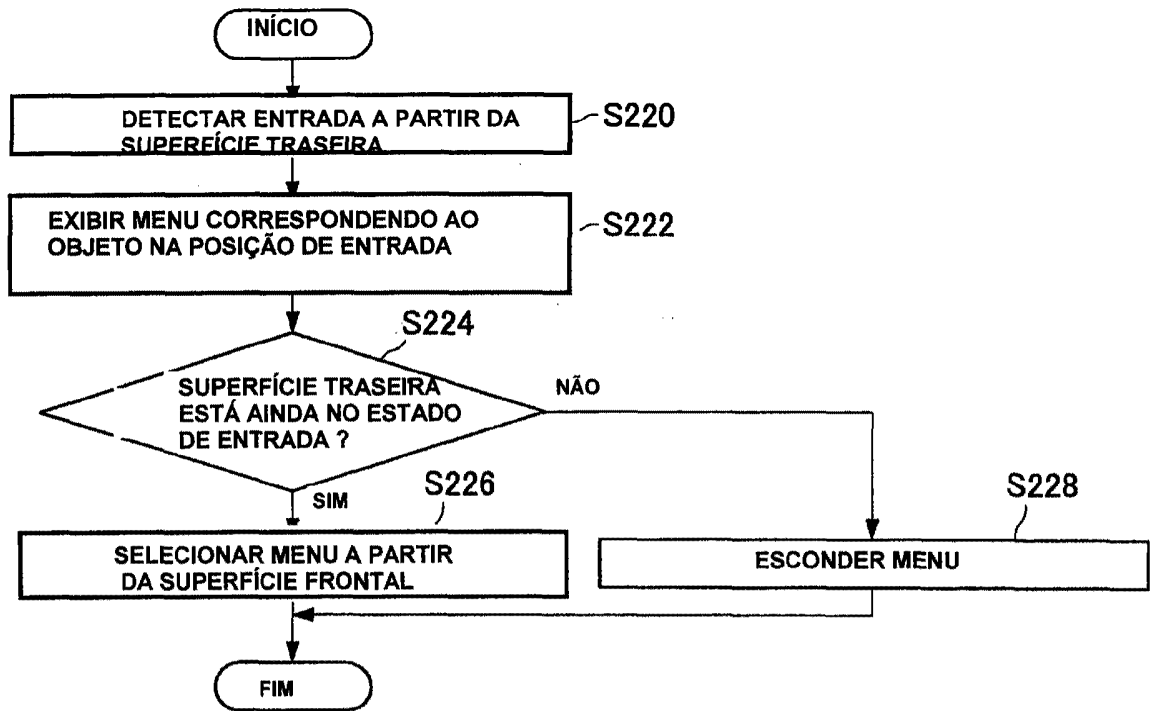 INÍCIO
DETECTAR ENTRADA A PARTIR DA
SUPERFÍCIE TRASEIRA
S220
EXIBIR MENU CORRESPONDENDO AO
OBJETO NA POSIÇÃO DE ENTRADA
S222
S224
SUPERFÍCIE TRASEIRA
ESTÁ AINDA NO ESTADO
DE ENTRADA ?
NÃO
SIM
S226
SELECIONAR MENU A PARTIR
DA SUPERFÍCIE FRONTAL
S228
ESCONDER MENU
FIM